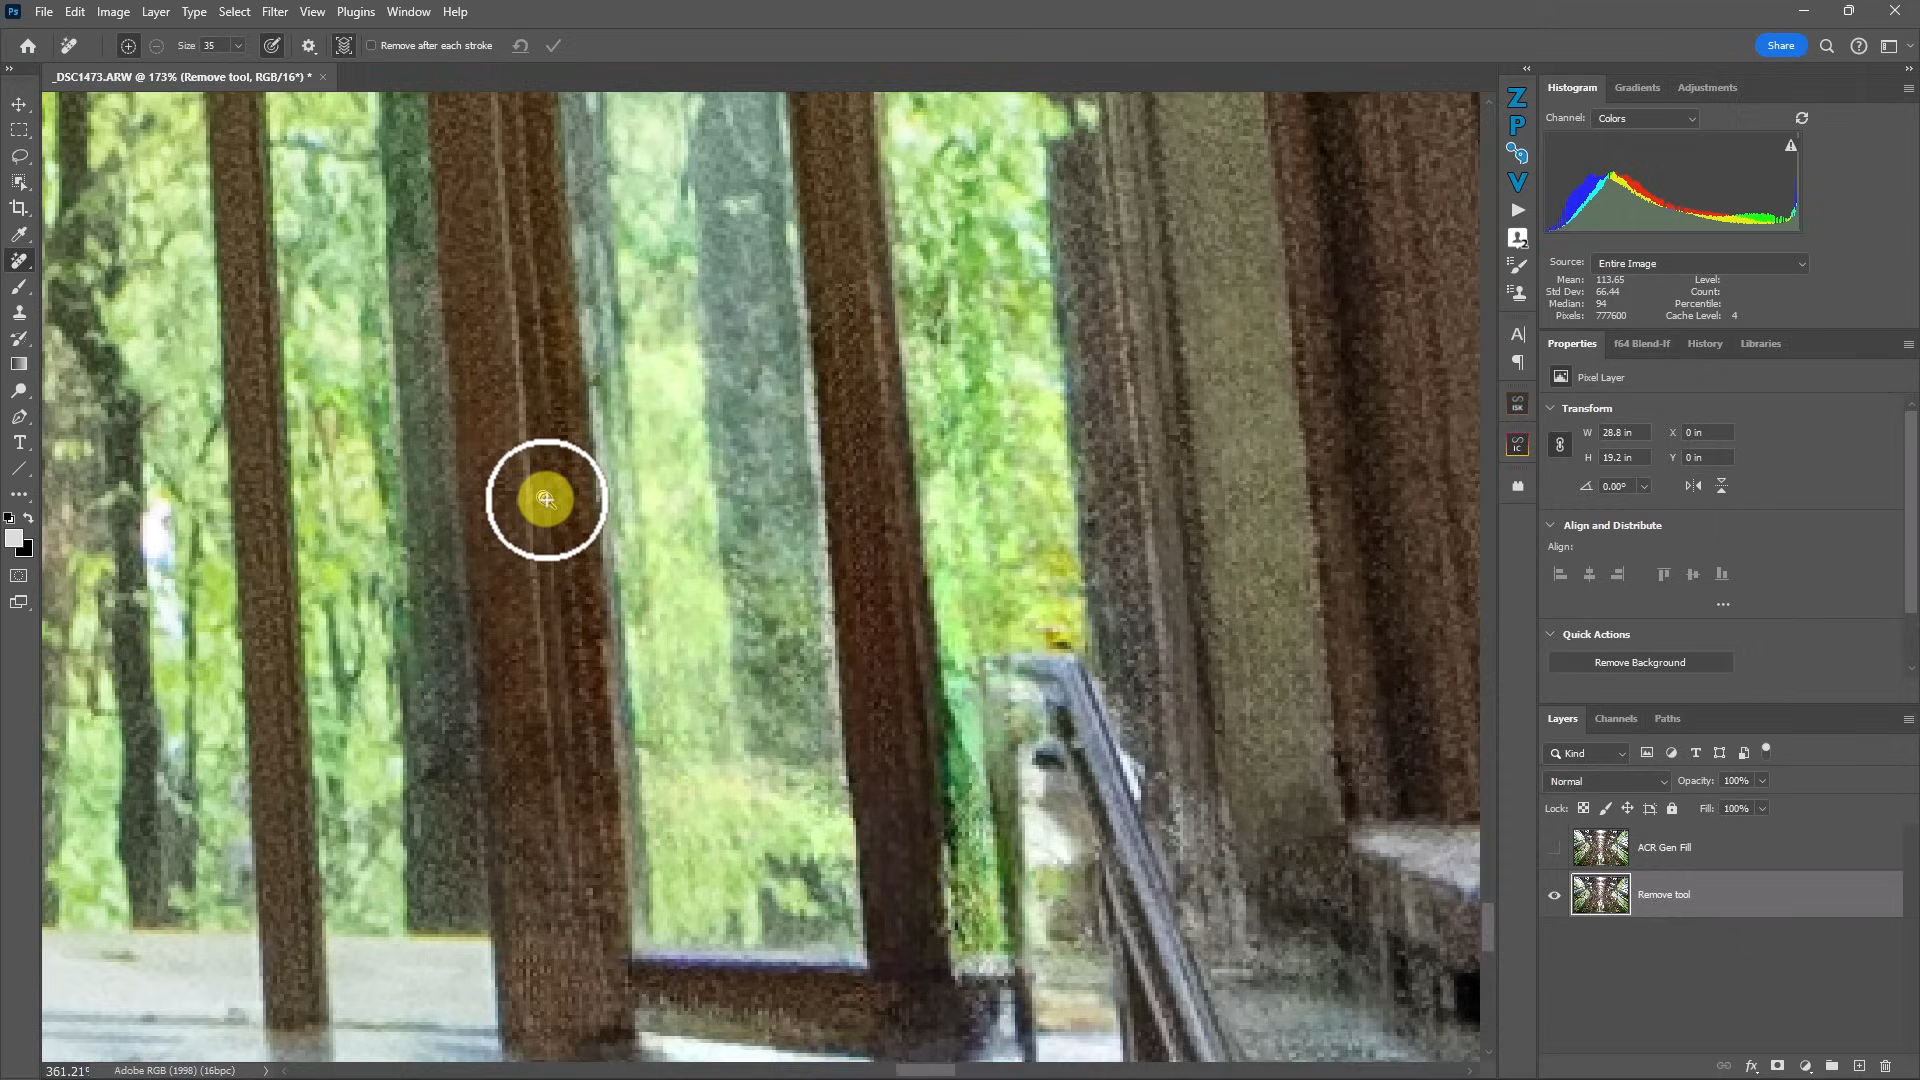 Ps File Edit Image Layer Type Select Filter View Plugins Window Help
Size 35 Remove after each stroke Share
_DSC1473.ARW @ 173% (Remove tool, RGB/16*) * ×
Histogram Gradients Adjustments
Channel: Colors
Source: Entire Image
Mean: 113.65 Level:
Std Dev: 66.44 Count:
Median: 94 Percentile:
Pixels: 777600 Cache Level: 4
Properties f64 Blend-If History Libraries
Pixel Layer
Transform
W 28.8 in X 0 in
H 19.2 in Y 0 in
0.00°
Align and Distribute
Align:
Quick Actions
Remove Background
Layers Channels Paths
Kind
Normal Opacity: 100%
Lock: Fill: 100%
ACR Gen Fill
Remove tool
Z
P
V
A
ISK
IC
361.21% Adobe RGB (1998) (16bpc)